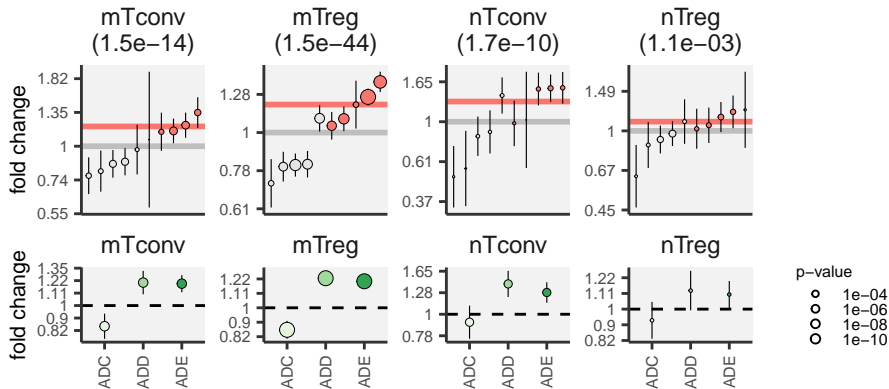 mTconv
(1.5e−14)
mTreg
(1.5e−44)
nTconv
(1.7e−10)
nTreg
(1.1e−03)
fold change
1.82
1.35
1
0.74
0.55
1.28
1
0.78
0.61
1.65
1
0.61
0.37
1.49
1
0.67
0.45
mTconv
mTreg
nTconv
nTreg
fold change
1.35
1.22
1.11
1
0.9
0.82
1.22
1.11
1
0.9
0.82
1.65
1.28
1
0.78
1.22
1.11
1
0.9
0.82
ADC
ADD
ADE
ADC
ADD
ADE
ADC
ADD
ADE
ADC
ADD
ADE
p−value
1e−04
1e−06
1e−08
1e−10